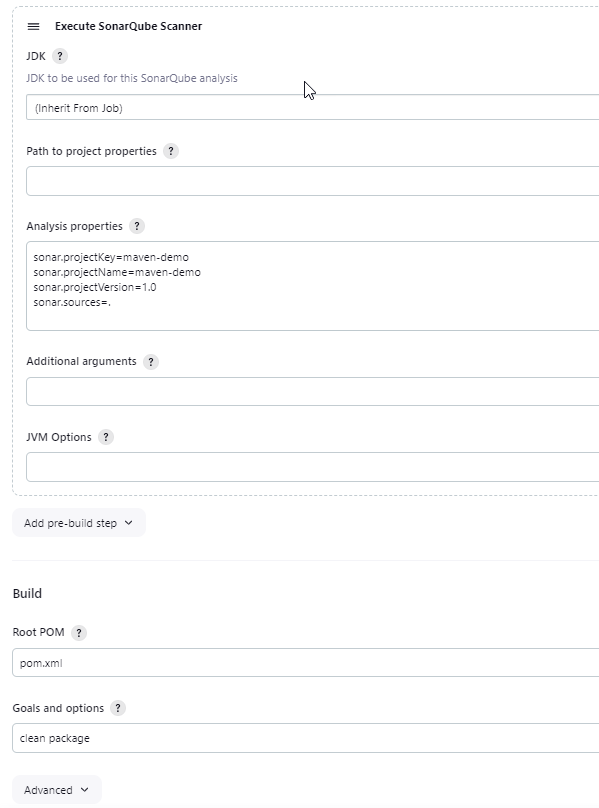 Execute SonarQube Scanner
JDK ?
JDK to be used for this SonarQube analysis
(Inherit From Job)
Path to project properties ?
Analysis properties ?
sonar.projectKey=maven-demo
sonar.projectName=maven-demo
sonar.projectVersion=1.0
sonar.sources=.
Additional arguments ?
JVM Options ?
Add pre-build step
Build
Root POM ?
pom.xml
Goals and options ?
clean package
Advanced